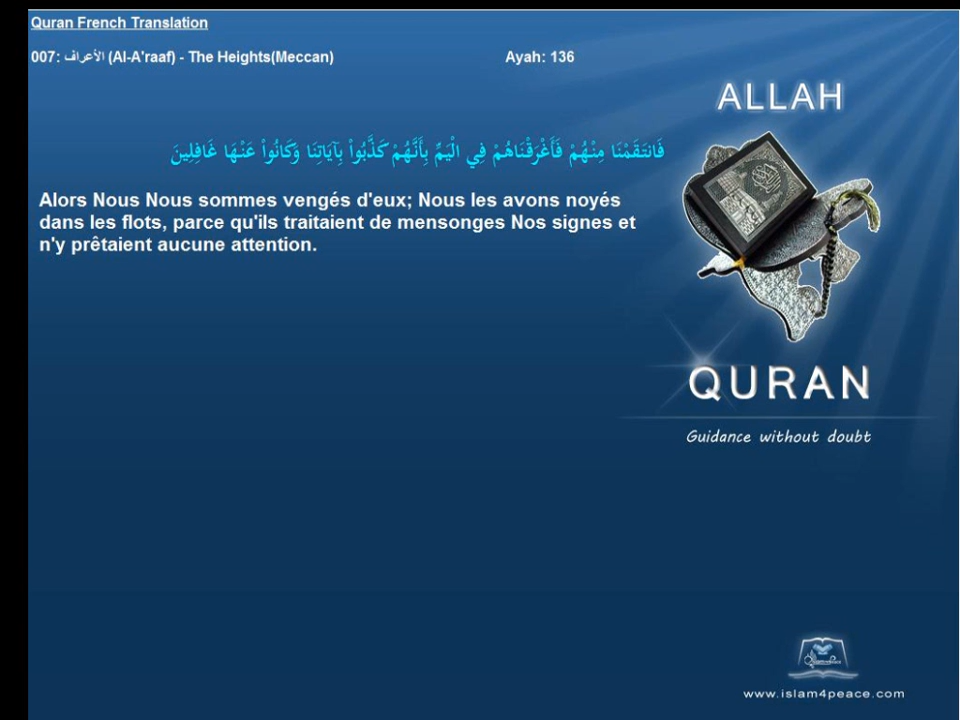 Quran French Translation
007: الأعراف (Al-A'raaf) - The Heights(Meccan) Ayah: 136
ALLAH
فَانتَقَمْنَا مِنْهُمْ فَأَغْرَقْنَاهُمْ فِي الْيَمِّ بِأَنَّهُمْ كَذَّبُواْ بِآيَاتِنَا وَكَانُواْ عَنْهَا غَافِلِينَ
Alors Nous Nous sommes vengés d'eux; Nous les avons noyés
dans les flots, parce qu'ils traitaient de mensonges Nos signes et
n'y prêtaient aucune attention.
QURAN
Guidance without doubt
www.islam4peace.com